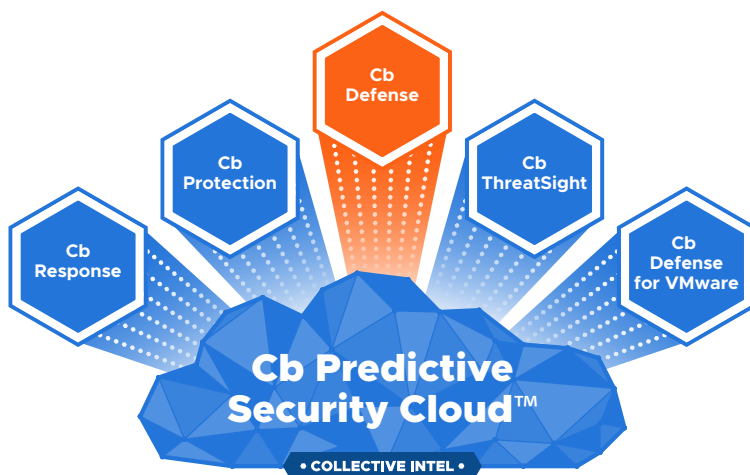 Cb
Defense
Cb
Protection
Cb
ThreatSight
Cb
Response
Cb
Defense
for VMware
Cb Predictive
Security Cloud™
• COLLECTIVE INTEL •